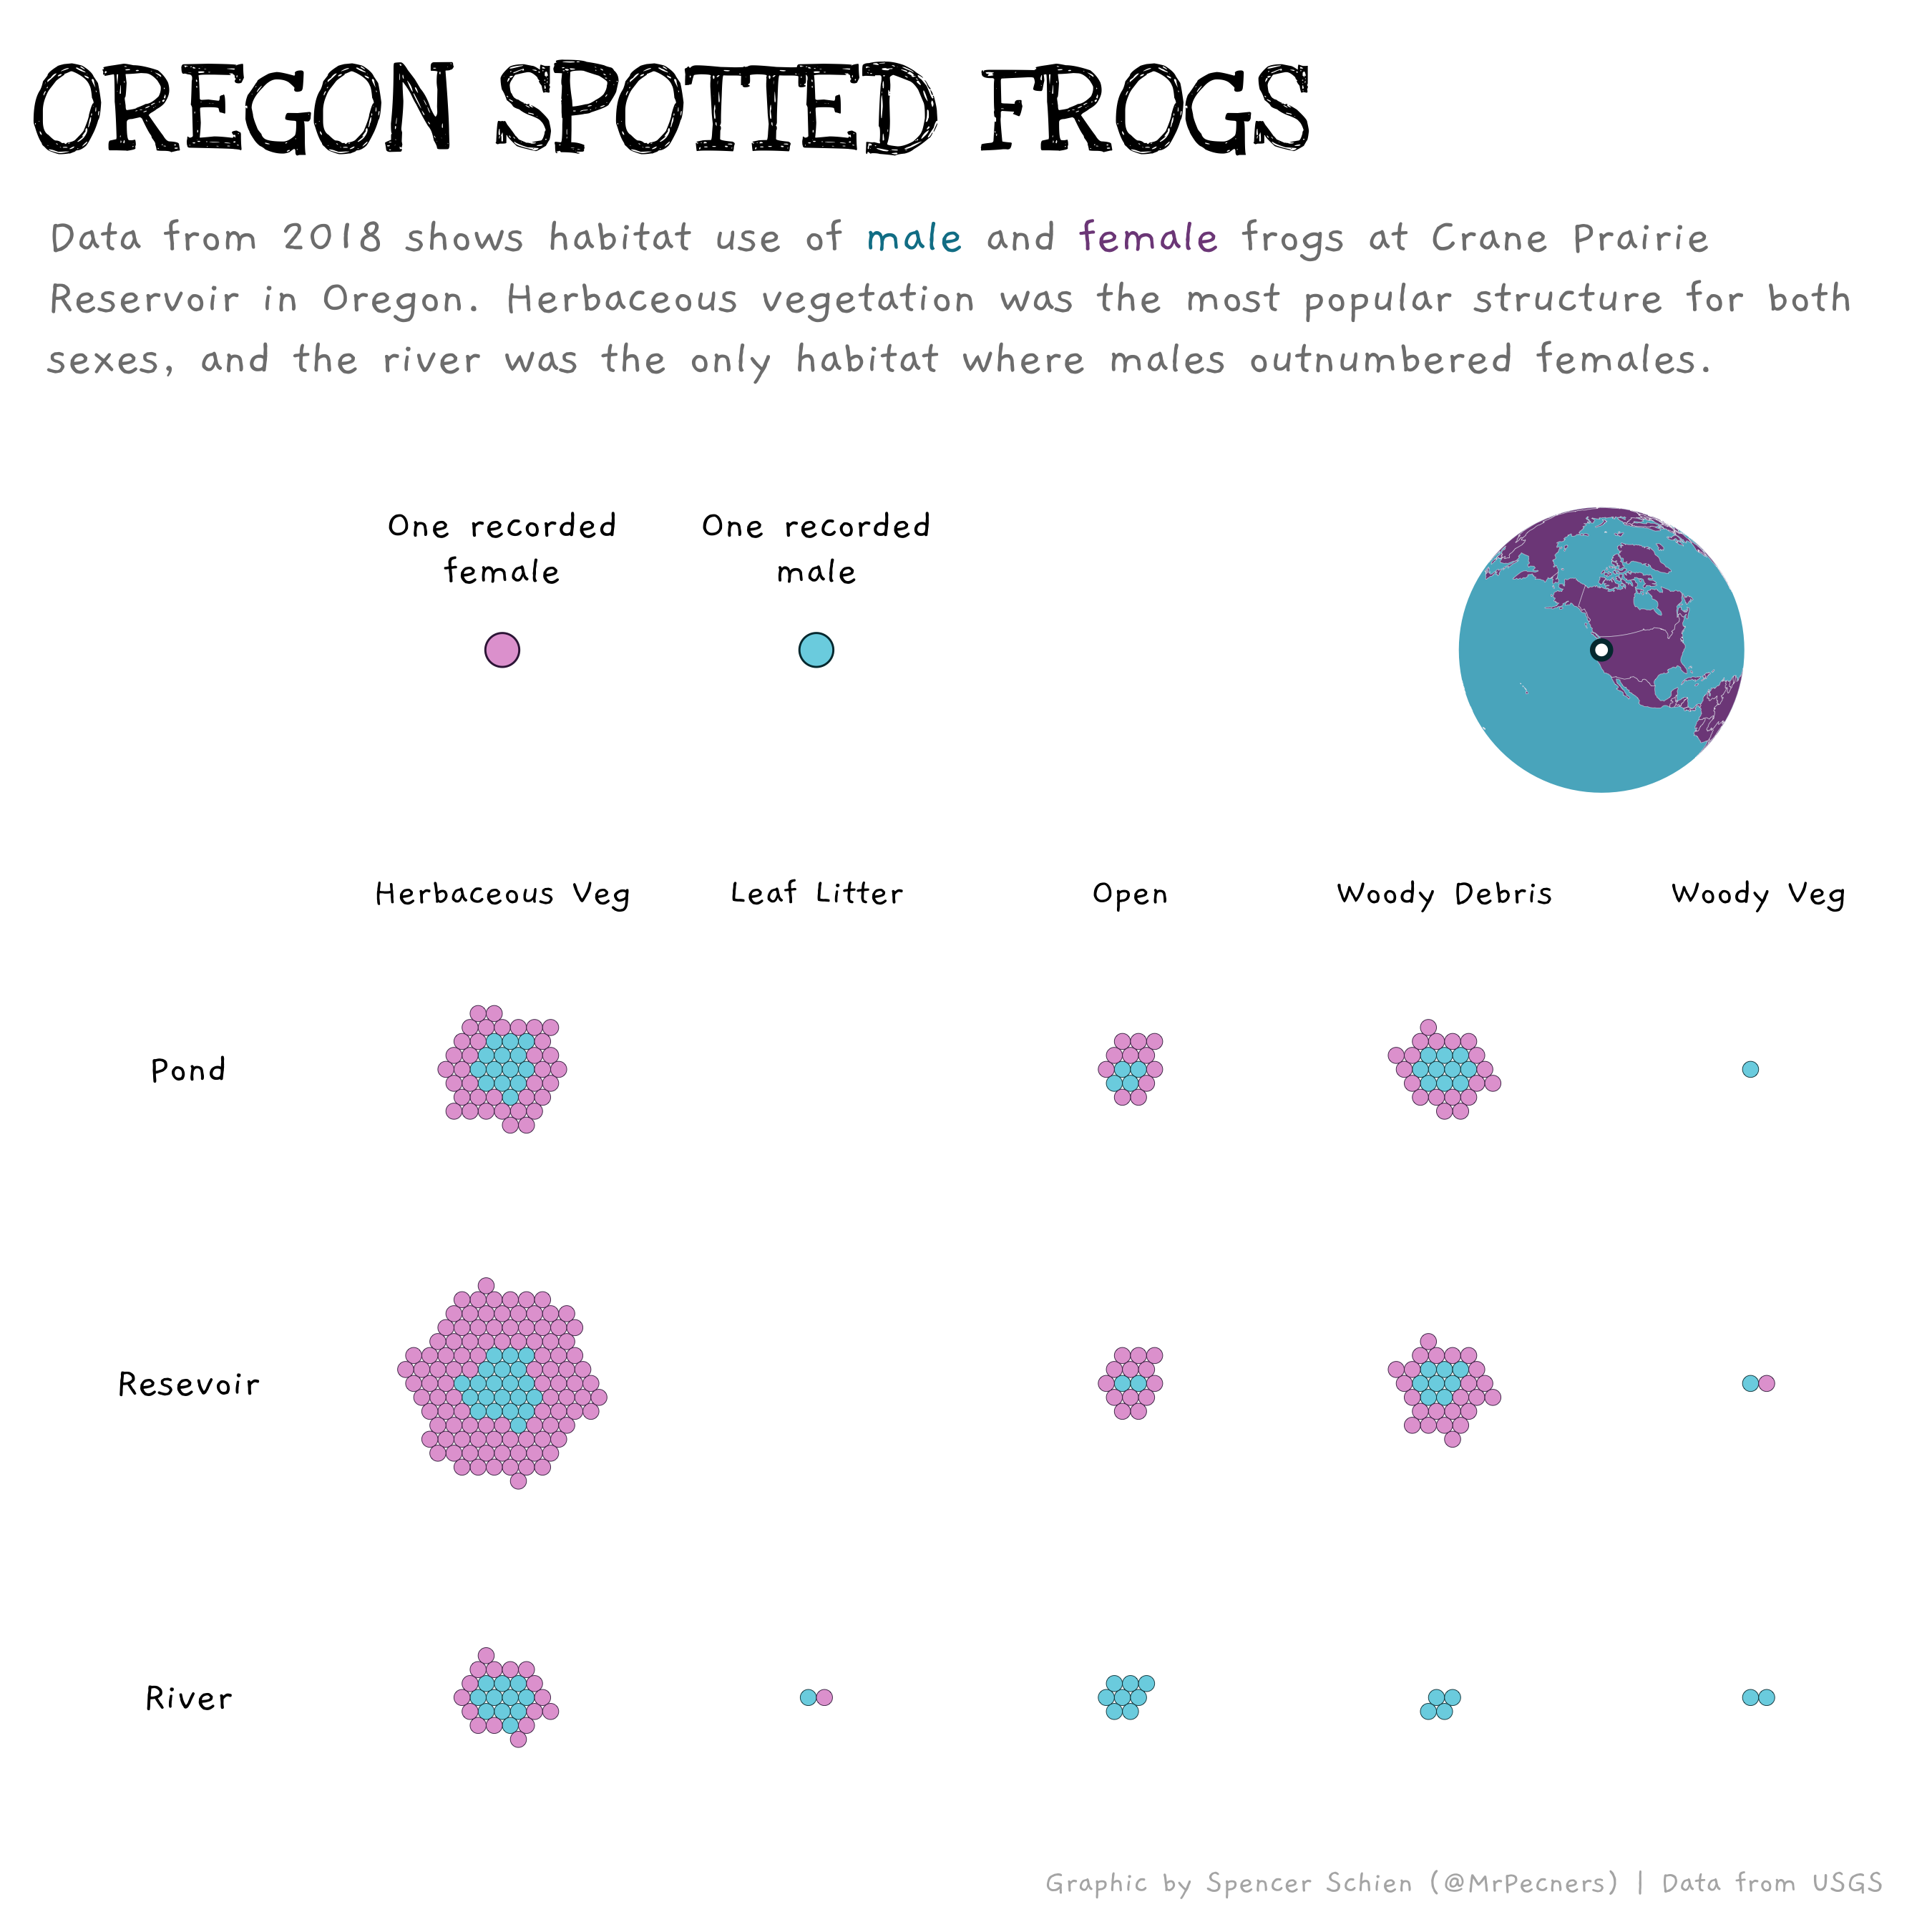 OREGON SPOTTED FROGS
Data from 2018 shows habitat use of male and female frogs at Crane Prairie
Reservoir in Oregon. Herbaceous vegetation was the most popular structure for both
sexes, and the river was the only habitat where males outnumbered females.
One recorded
female
One recorded
male
Herbaceous Veg
Leaf Litter
Open
Woody Debris
Woody Veg
Pond
Resevoir
River
Graphic by Spencer Schien (@MrPecners) | Data from USGS